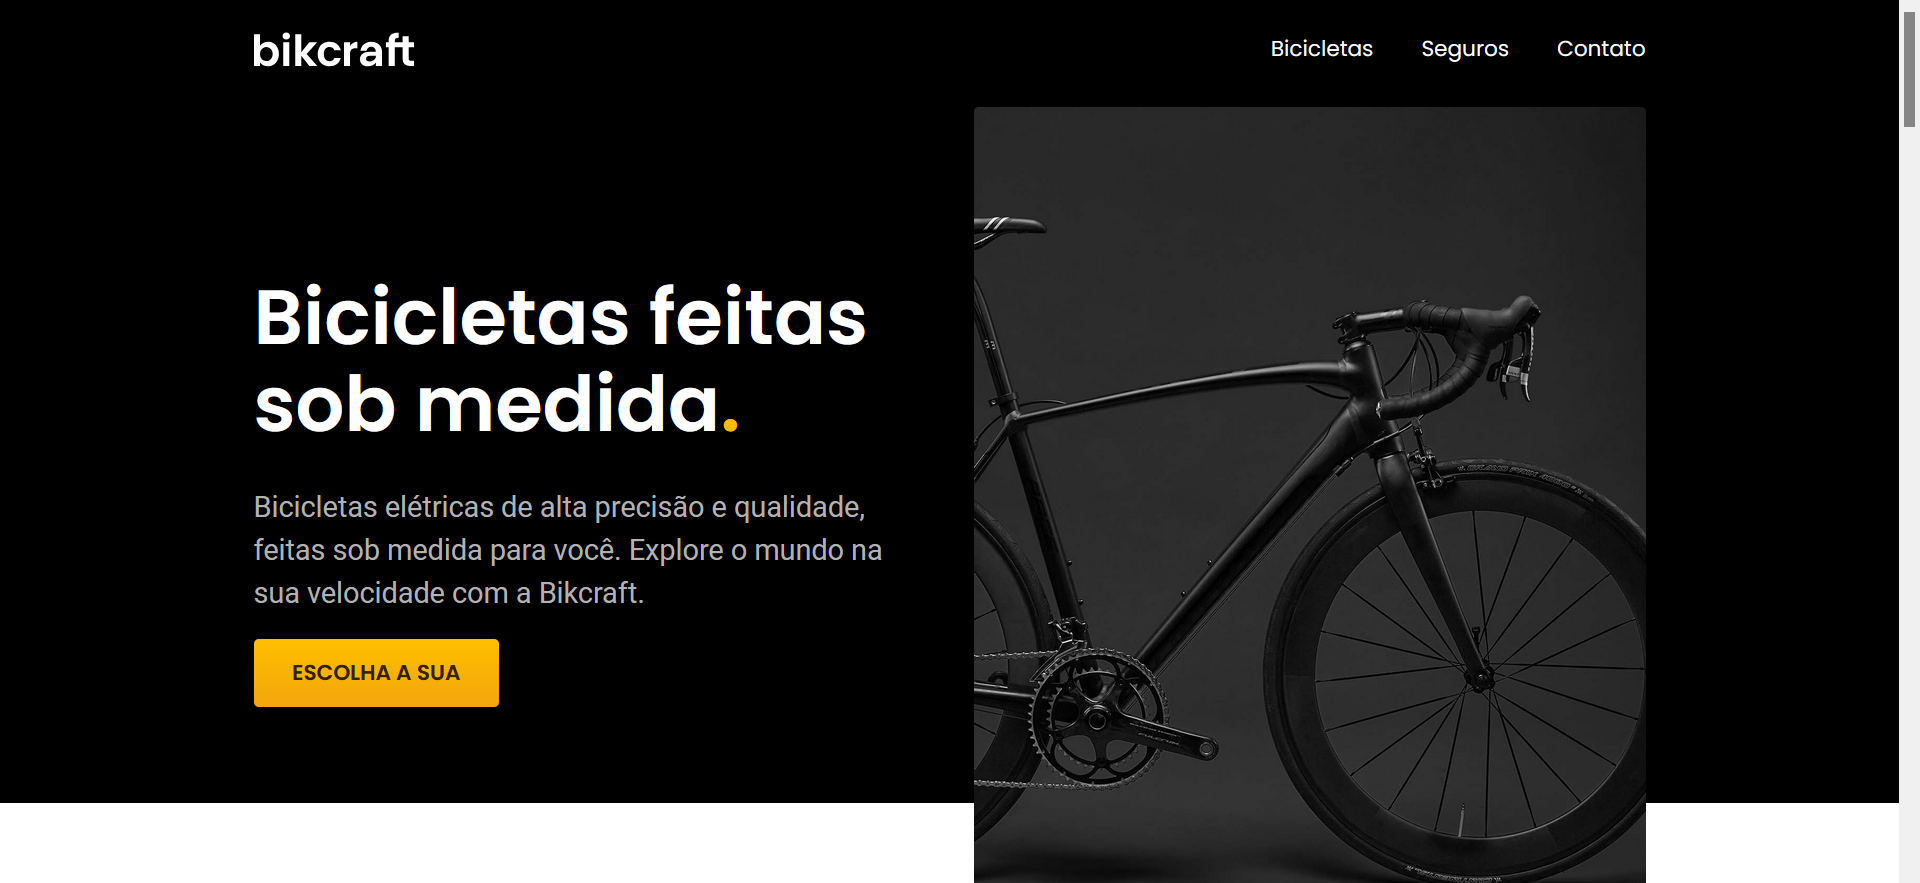 bikcraft
Bicicletas Seguros Contato
Bicicletas feitas
sob medida.
Bicicletas elétricas de alta precisão e qualidade,
feitas sob medida para você. Explore o mundo na
sua velocidade com a Bikcraft.
ESCOLHA A SUA